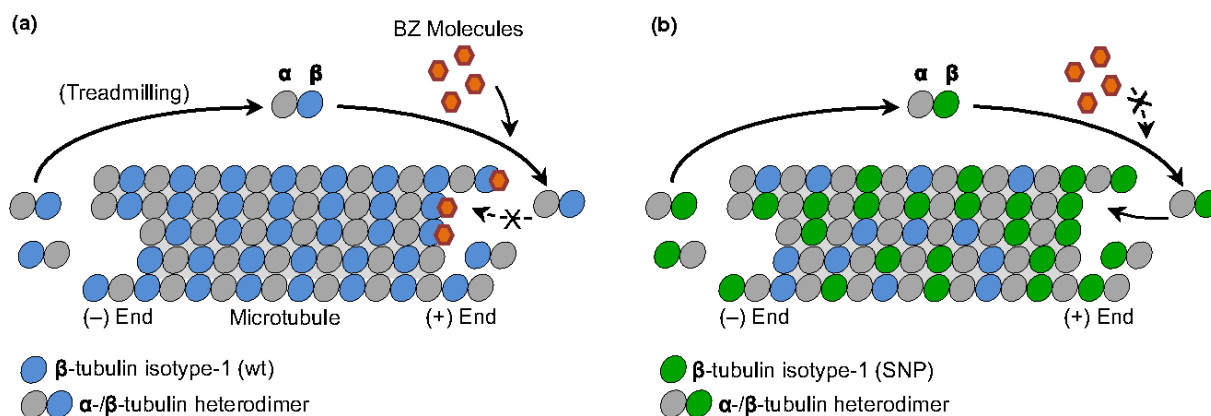 (a)
BZ Molecules
(Treadmilling)
α β
(–) End Microtubule (+) End
β-tubulin isotype-1 (wt)
α-/β-tubulin heterodimer
(b)
α β
(–) End (+) End
β-tubulin isotype-1 (SNP)
α-/β-tubulin heterodimer